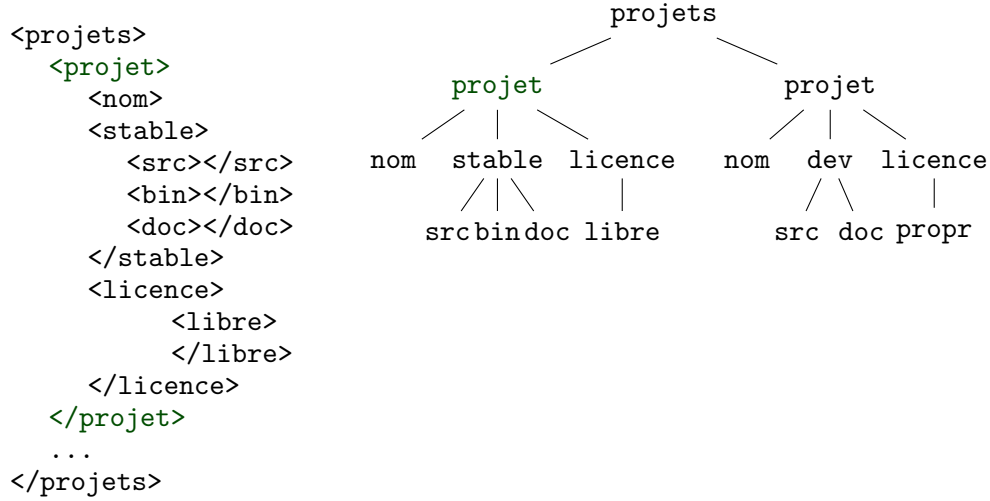 <projets>
<projet>
<nom>
<stable>
<src></src>
<bin></bin>
<doc></doc>
</stable>
<licence>
<libre>
</libre>
</licence>
</projet>
...
</projets>
projets
projet projet
nom stable licence nom dev licence
src bin doc libre src doc propr